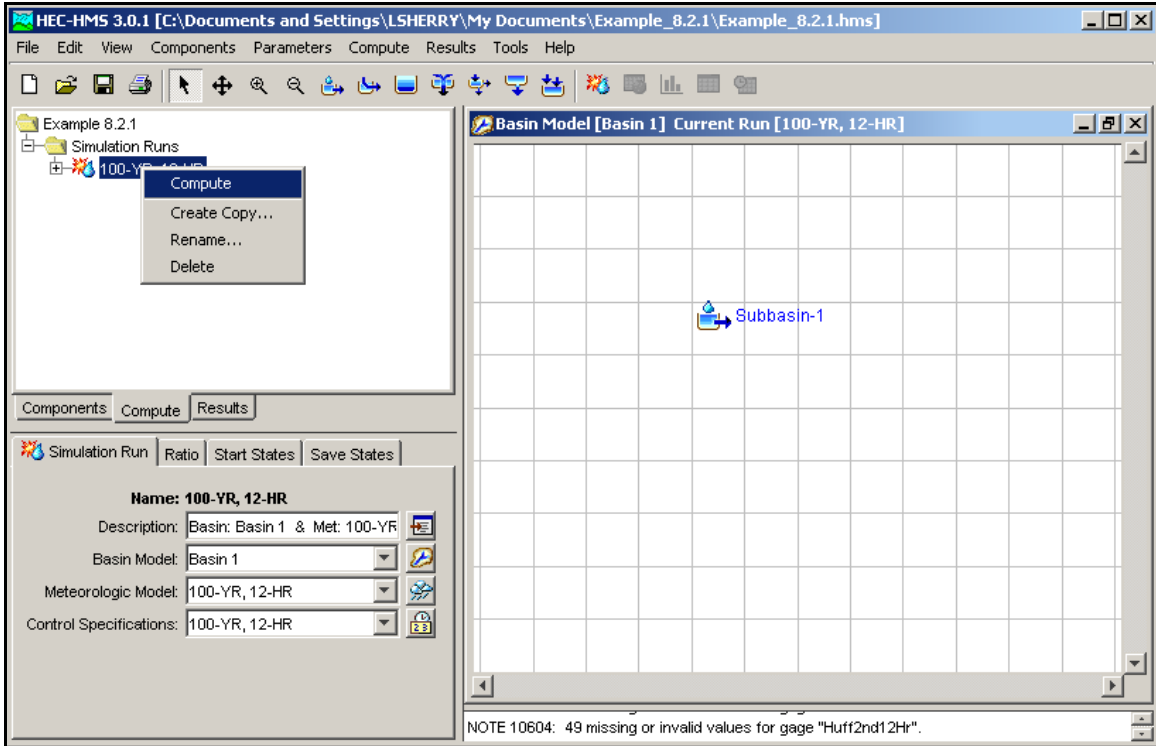 HEC-HMS 3.0.1 [C:\Documents and Settings\LSHERRY\My Documents\Example_8.2.1\Example_8.2.1.hms]
File Edit View Components Parameters Compute Results Tools Help
Example 8.2.1
Simulation Runs
100-YR, 12-HR
Compute
Create Copy...
Rename...
Delete
Components Compute Results
Simulation Run Ratio Start States Save States
Name: 100-YR, 12-HR
Description: Basin: Basin 1 & Met: 100-YR
Basin Model: Basin 1
Meteorologic Model: 100-YR, 12-HR
Control Specifications: 100-YR, 12-HR
Basin Model [Basin 1] Current Run [100-YR, 12-HR]
Subbasin-1
NOTE 10604: 49 missing or invalid values for gage "Huff2nd12Hr".